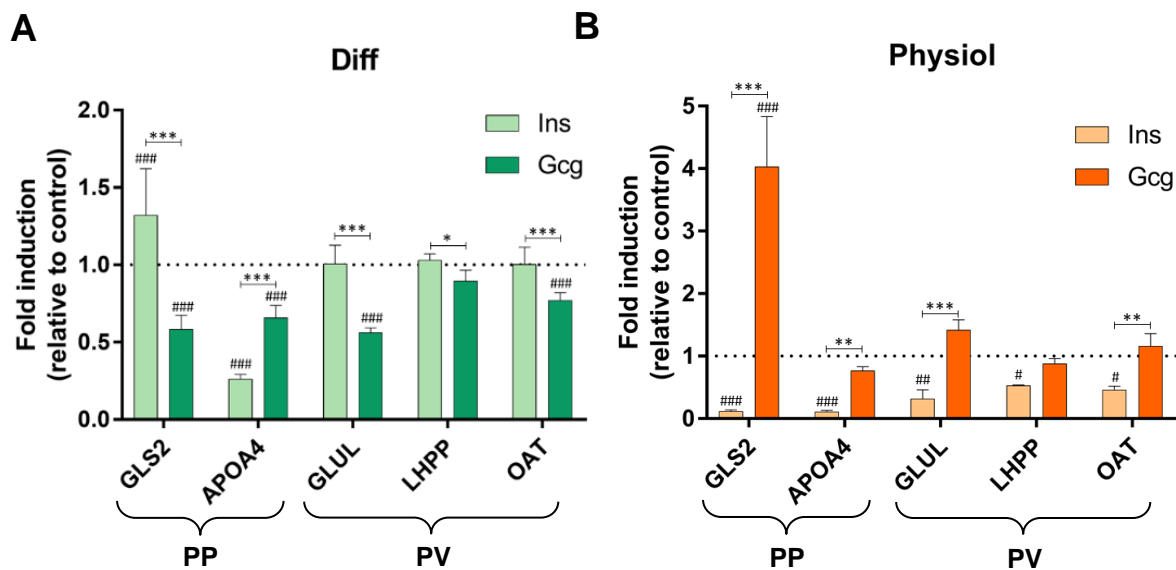 A
Diff
Fold induction
(relative to control)
2.0
1.5
1.0
0.5
0.0
Ins
Gcg
***
###
###
***
###
###
***
###
*
***
###
GLS2
APOA4
GLUL
LHPP
OAT
PP
PV
B
Physiol
Fold induction
(relative to control)
5
4
3
2
1
0
Ins
Gcg
***
###
###
**
###
***
##
#
**
#
GLS2
APOA4
GLUL
LHPP
OAT
PP
PV